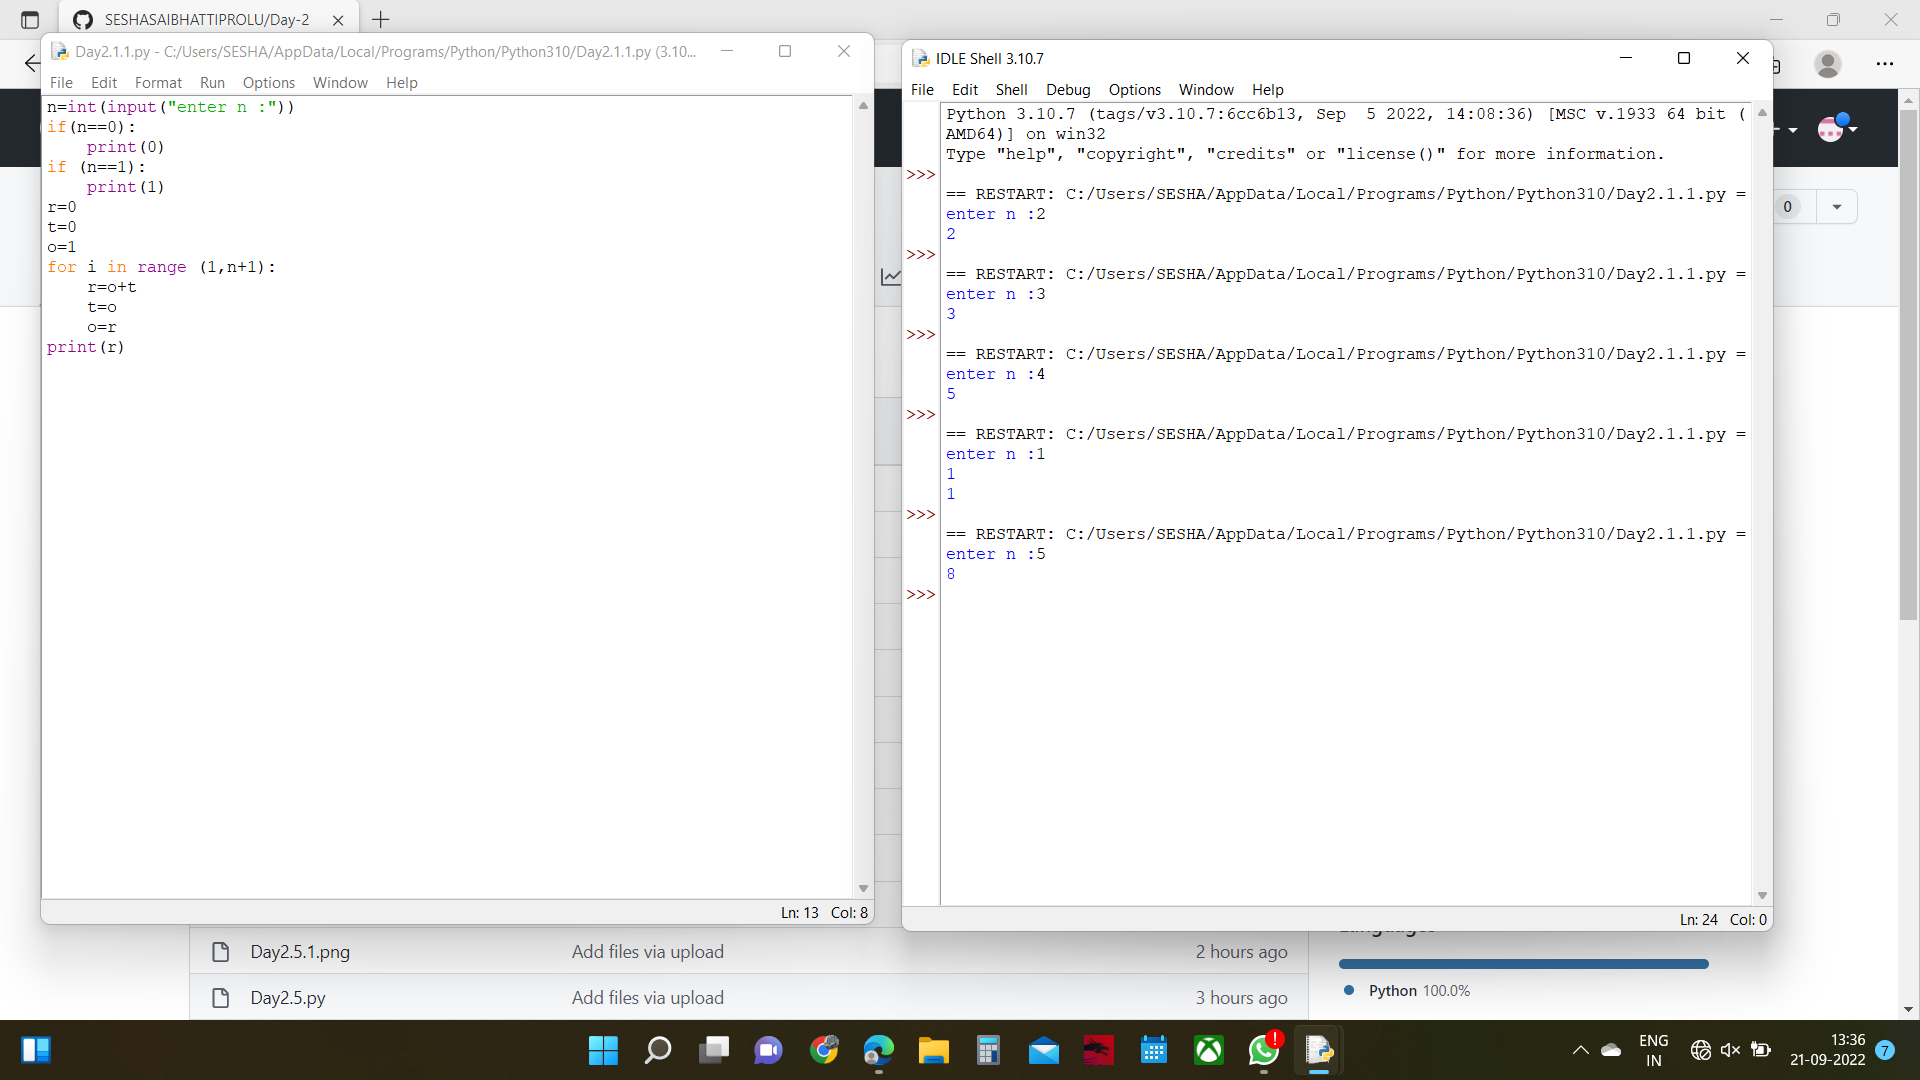 SESHASAIBHATTIPROLU/Day-2
Day2.1.1.py - C:/Users/SESHA/AppData/Local/Programs/Python/Python310/Day2.1.1.py (3.10...
File Edit Format Run Options Window Help
n=int(input("enter n :"))
if(n==0):
    print(0)
if (n==1):
    print(1)
r=0
t=0
o=1
for i in range (1,n+1):
    r=o+t
    t=o
    o=r
print(r)
Ln: 13 Col: 8
IDLE Shell 3.10.7
File Edit Shell Debug Options Window Help
Python 3.10.7 (tags/v3.10.7:6cc6b13, Sep  5 2022, 14:08:36) [MSC v.1933 64 bit (
AMD64)] on win32
Type "help", "copyright", "credits" or "license()" for more information.
>>>
== RESTART: C:/Users/SESHA/AppData/Local/Programs/Python/Python310/Day2.1.1.py =
enter n :2
2
>>>
== RESTART: C:/Users/SESHA/AppData/Local/Programs/Python/Python310/Day2.1.1.py =
enter n :3
3
>>>
== RESTART: C:/Users/SESHA/AppData/Local/Programs/Python/Python310/Day2.1.1.py =
enter n :4
5
>>>
== RESTART: C:/Users/SESHA/AppData/Local/Programs/Python/Python310/Day2.1.1.py =
enter n :1
1
1
>>>
== RESTART: C:/Users/SESHA/AppData/Local/Programs/Python/Python310/Day2.1.1.py =
enter n :5
8
>>>
Ln: 24 Col: 0
0
Day2.5.1.png Add files via upload 2 hours ago
Day2.5.py Add files via upload 3 hours ago
Python 100.0%
ENG
IN
13:36
21-09-2022
7